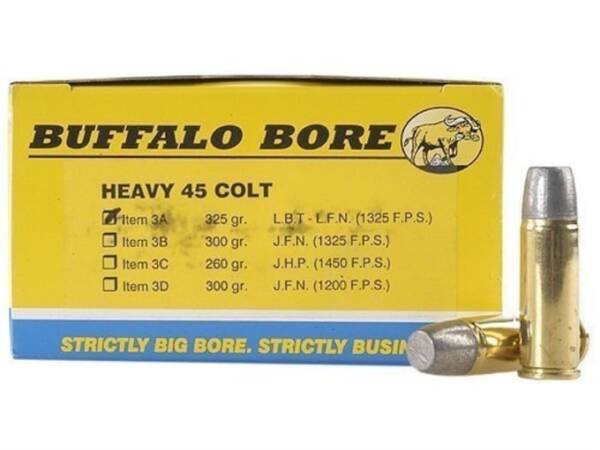 BUFFALO BORE
HEAVY 45 COLT
Item 3A 325 gr. L.B.T - L.F.N. (1325 F.P.S.)
Item 3B 300 gr. J.F.N. (1325 F.P.S.)
Item 3C 260 gr. J.H.P. (1450 F.P.S.)
Item 3D 300 gr. J.F.N. (1200 F.P.S.)
STRICTLY BIG BORE. STRICTLY BUSIN